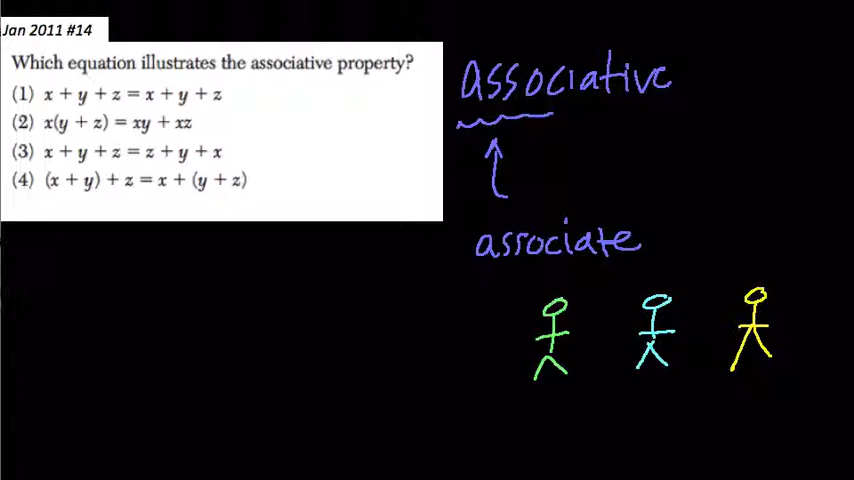 Jan 2011 #14
Which equation illustrates the associative property?
(1) x + y + z = x + y + z
(2) x(y + z) = xy + xz
(3) x + y + z = z + y + x
(4) (x + y) + z = x + (y + z)
associative
associate